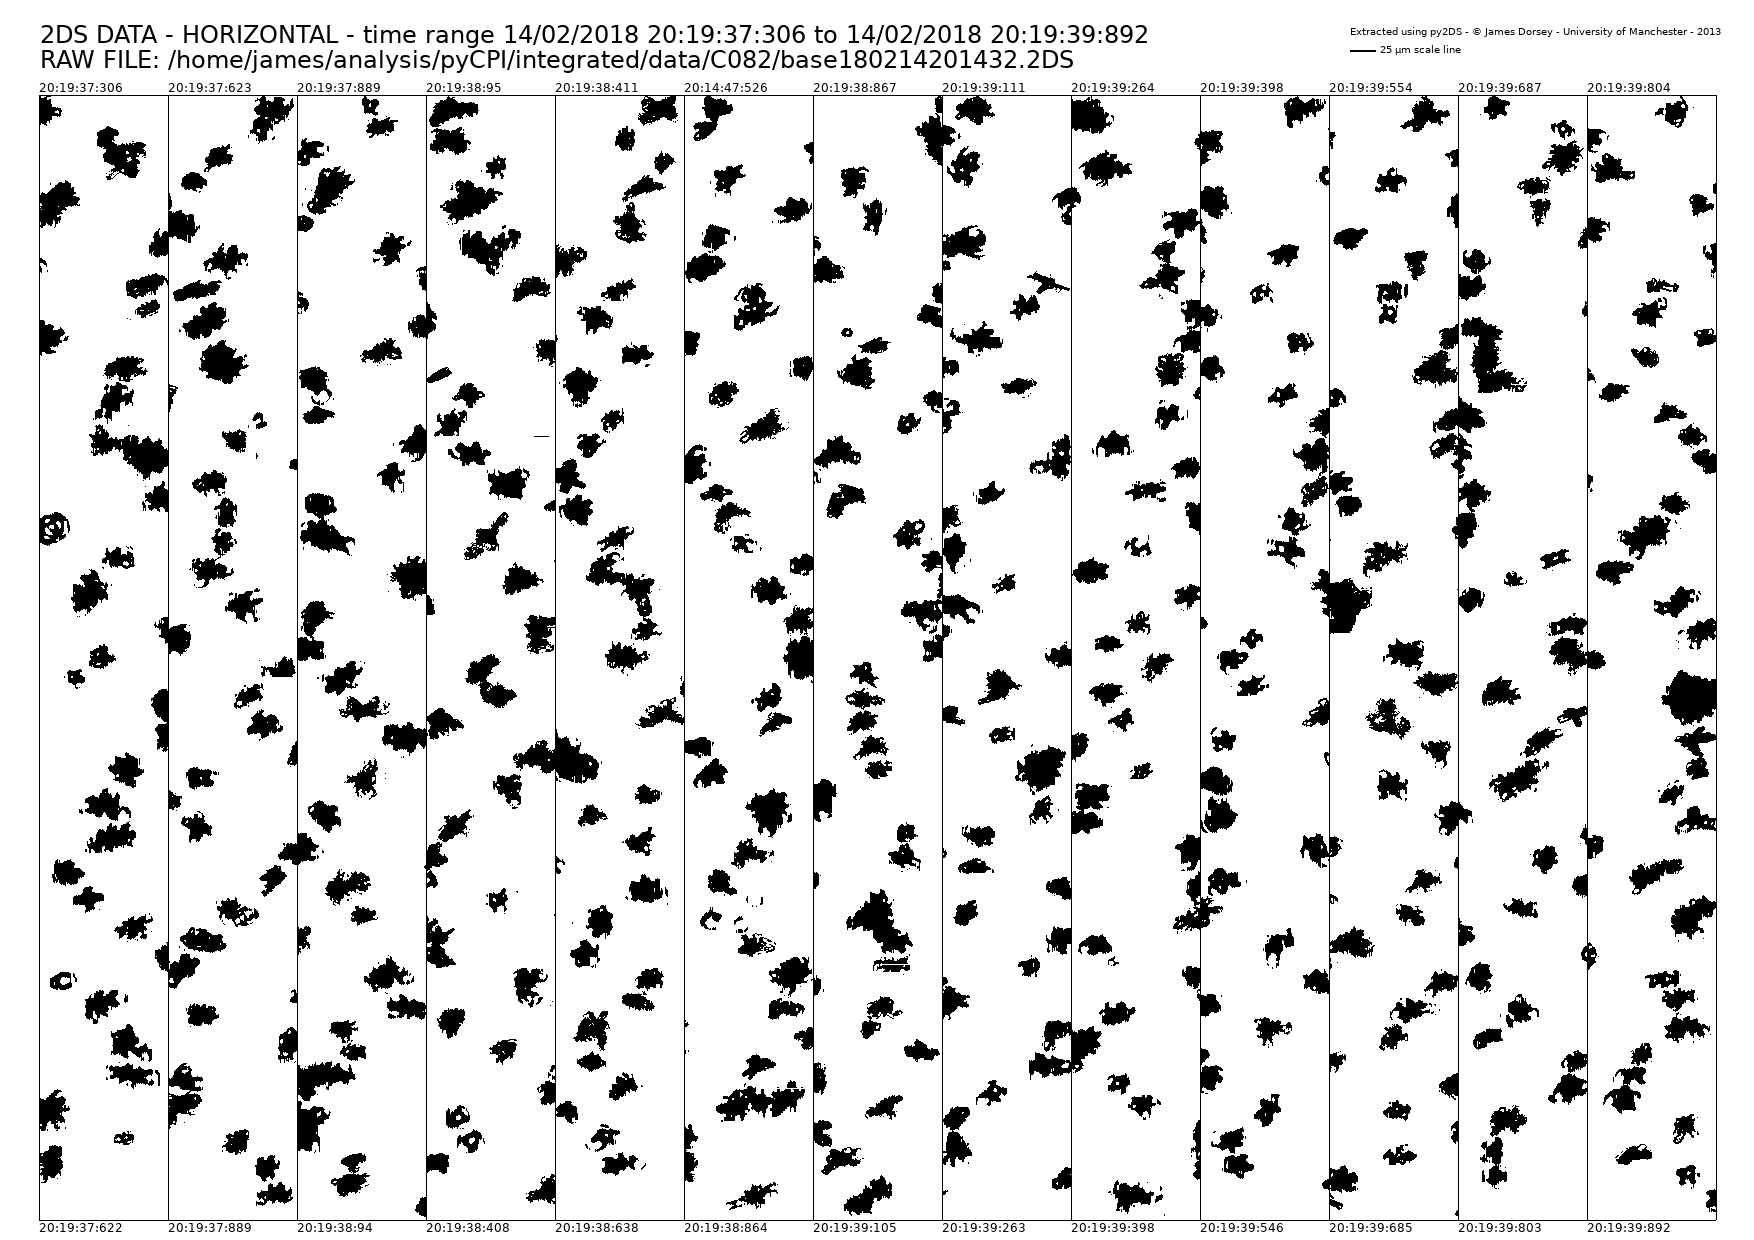 2DS DATA - HORIZONTAL - time range 14/02/2018 20:19:37:306 to 14/02/2018 20:19:39:892
RAW FILE: /home/james/analysis/pyCPI/integrated/data/C082/base180214201432.2DS
Extracted using py2DS - © James Dorsey - University of Manchester - 2013
25 µm scale line
20:19:37:306 20:19:37:623 20:19:37:889 20:19:38:95 20:19:38:411 20:14:47:526 20:19:38:867 20:19:39:111 20:19:39:264 20:19:39:398 20:19:39:554 20:19:39:687 20:19:39:804
20:19:37:622 20:19:37:889 20:19:38:94 20:19:38:408 20:19:38:638 20:19:38:864 20:19:39:105 20:19:39:263 20:19:39:398 20:19:39:546 20:19:39:685 20:19:39:803 20:19:39:892